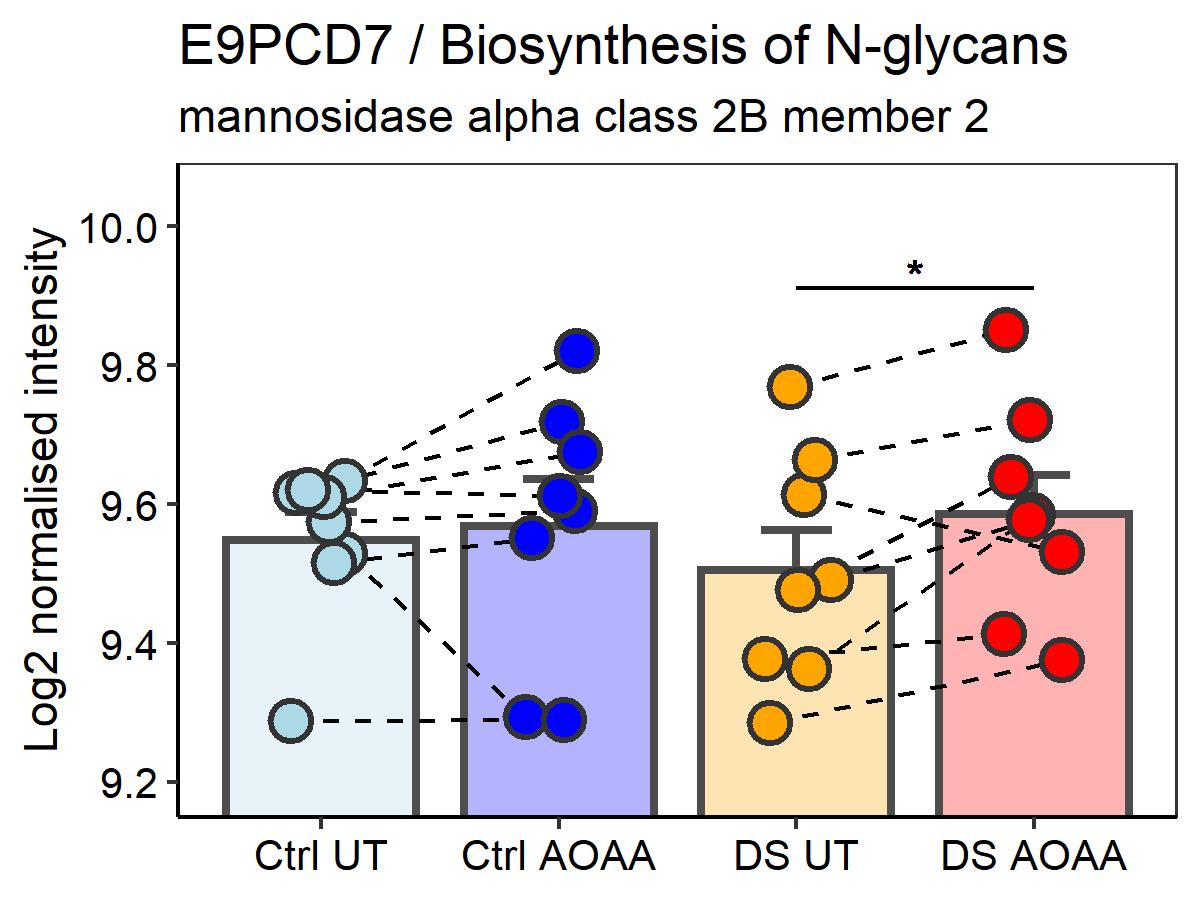 E9PCD7 / Biosynthesis of N-glycans
mannosidase alpha class 2B member 2
Log2 normalised intensity
10.0
9.8
9.6
9.4
9.2
*
Ctrl UT
Ctrl AOAA
DS UT
DS AOAA